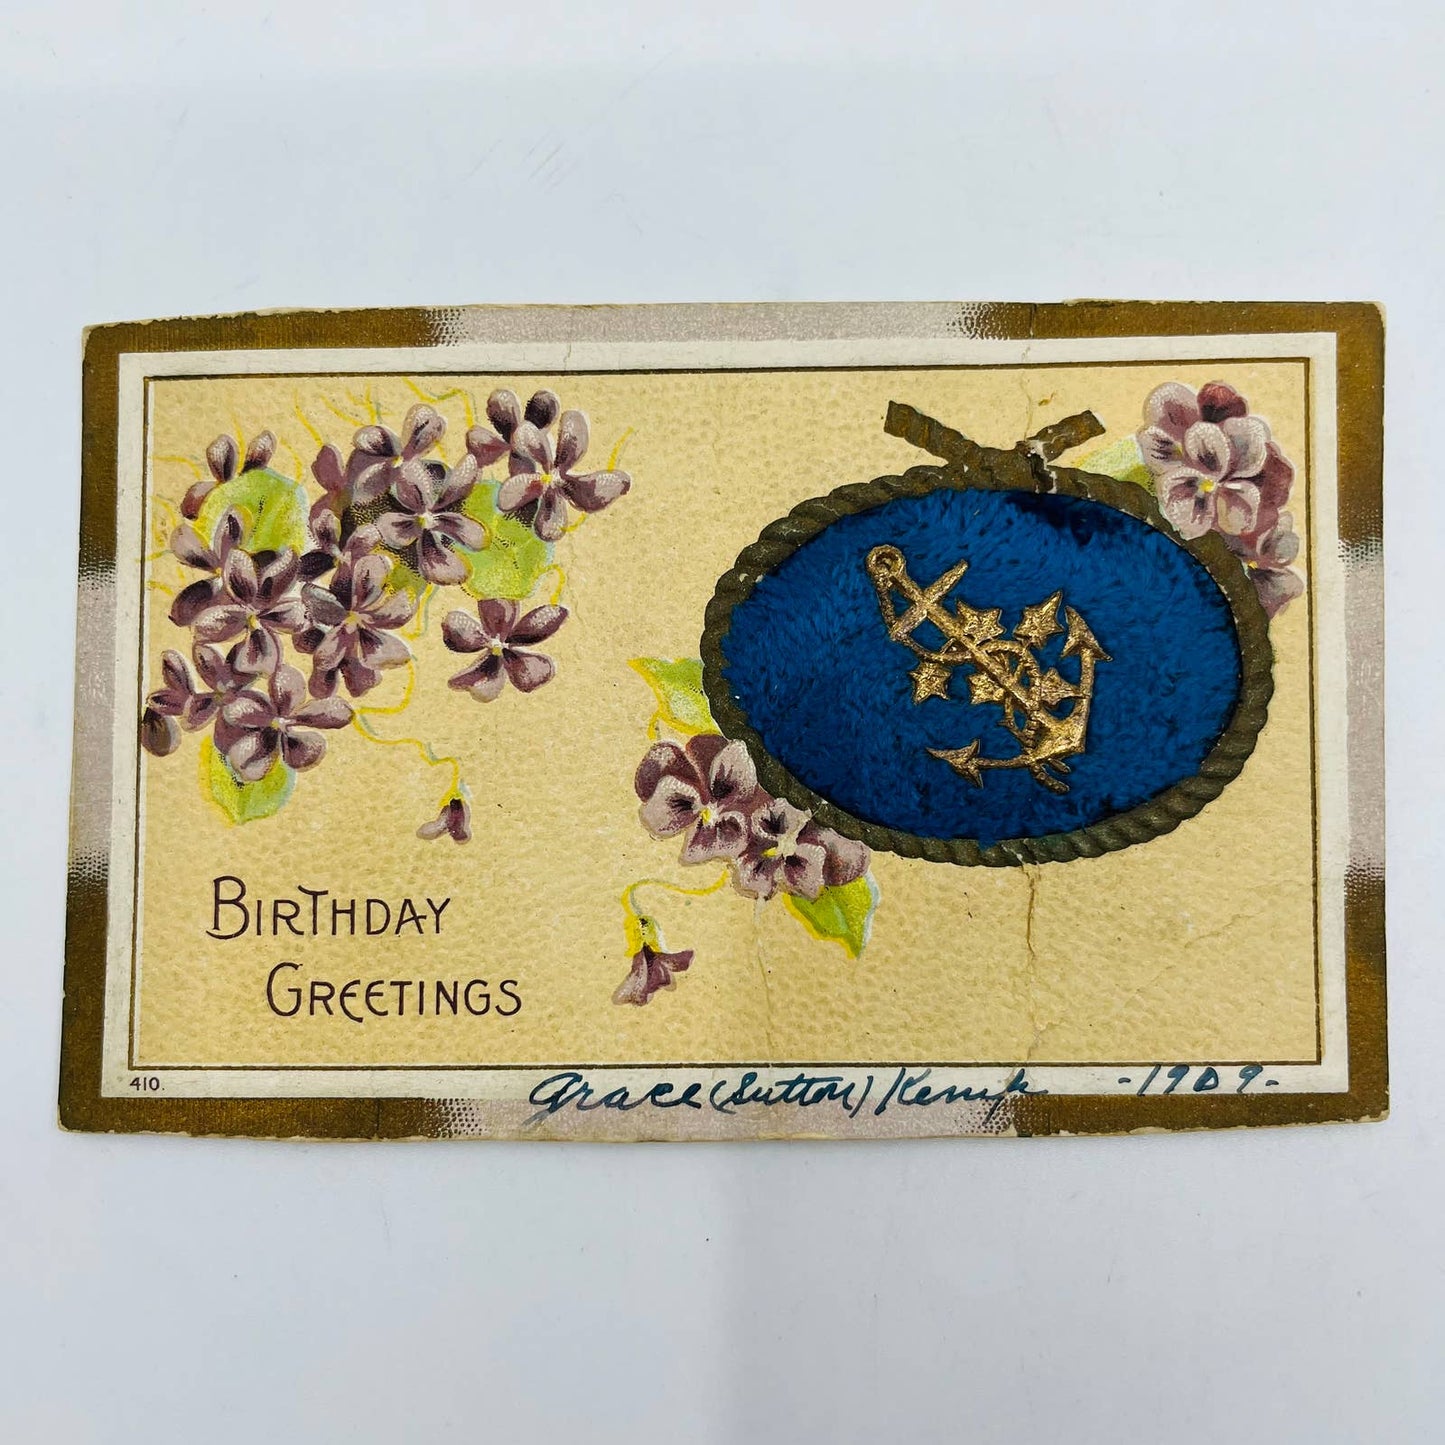 BIRTHDAY
GREETINGS
410.
Grace (Sutton) Kemp -1909-